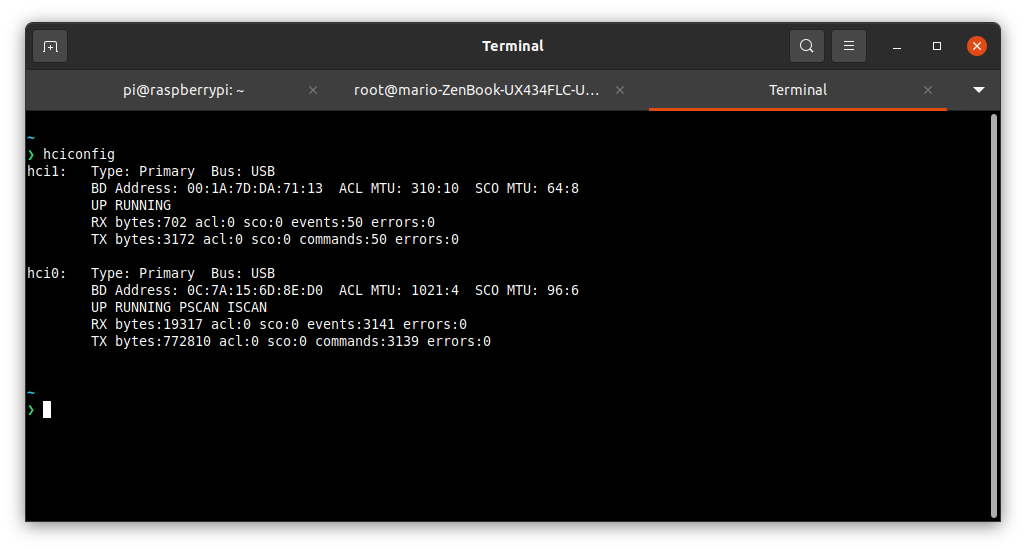 Terminal
pi@raspberrypi: ~
root@mario-ZenBook-UX434FLC-U...
Terminal
~
❯ hciconfig
hci1:   Type: Primary  Bus: USB
        BD Address: 00:1A:7D:DA:71:13  ACL MTU: 310:10  SCO MTU: 64:8
        UP RUNNING
        RX bytes:702 acl:0 sco:0 events:50 errors:0
        TX bytes:3172 acl:0 sco:0 commands:50 errors:0
hci0:   Type: Primary  Bus: USB
        BD Address: 0C:7A:15:6D:8E:D0  ACL MTU: 1021:4  SCO MTU: 96:6
        UP RUNNING PSCAN ISCAN
        RX bytes:19317 acl:0 sco:0 events:3141 errors:0
        TX bytes:772810 acl:0 sco:0 commands:3139 errors:0
~
❯